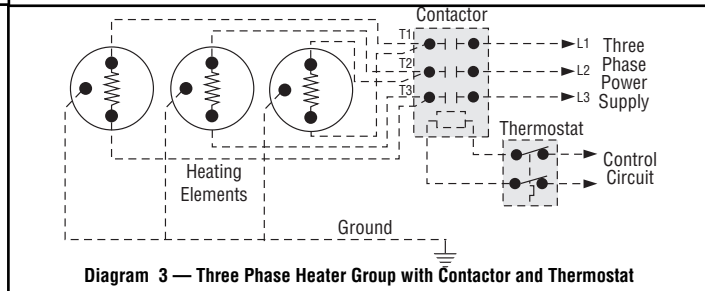 Contactor
T1
L1
Three
T2
L2
Phase
T3
L3
Power
Supply
Thermostat
Heating
Elements
Control
Circuit
Ground
Diagram 3 — Three Phase Heater Group with Contactor and Thermostat